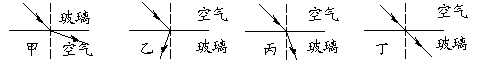 玻璃 空气 空气 空气
甲 空气 乙 玻璃 丙 玻璃 丁 玻璃